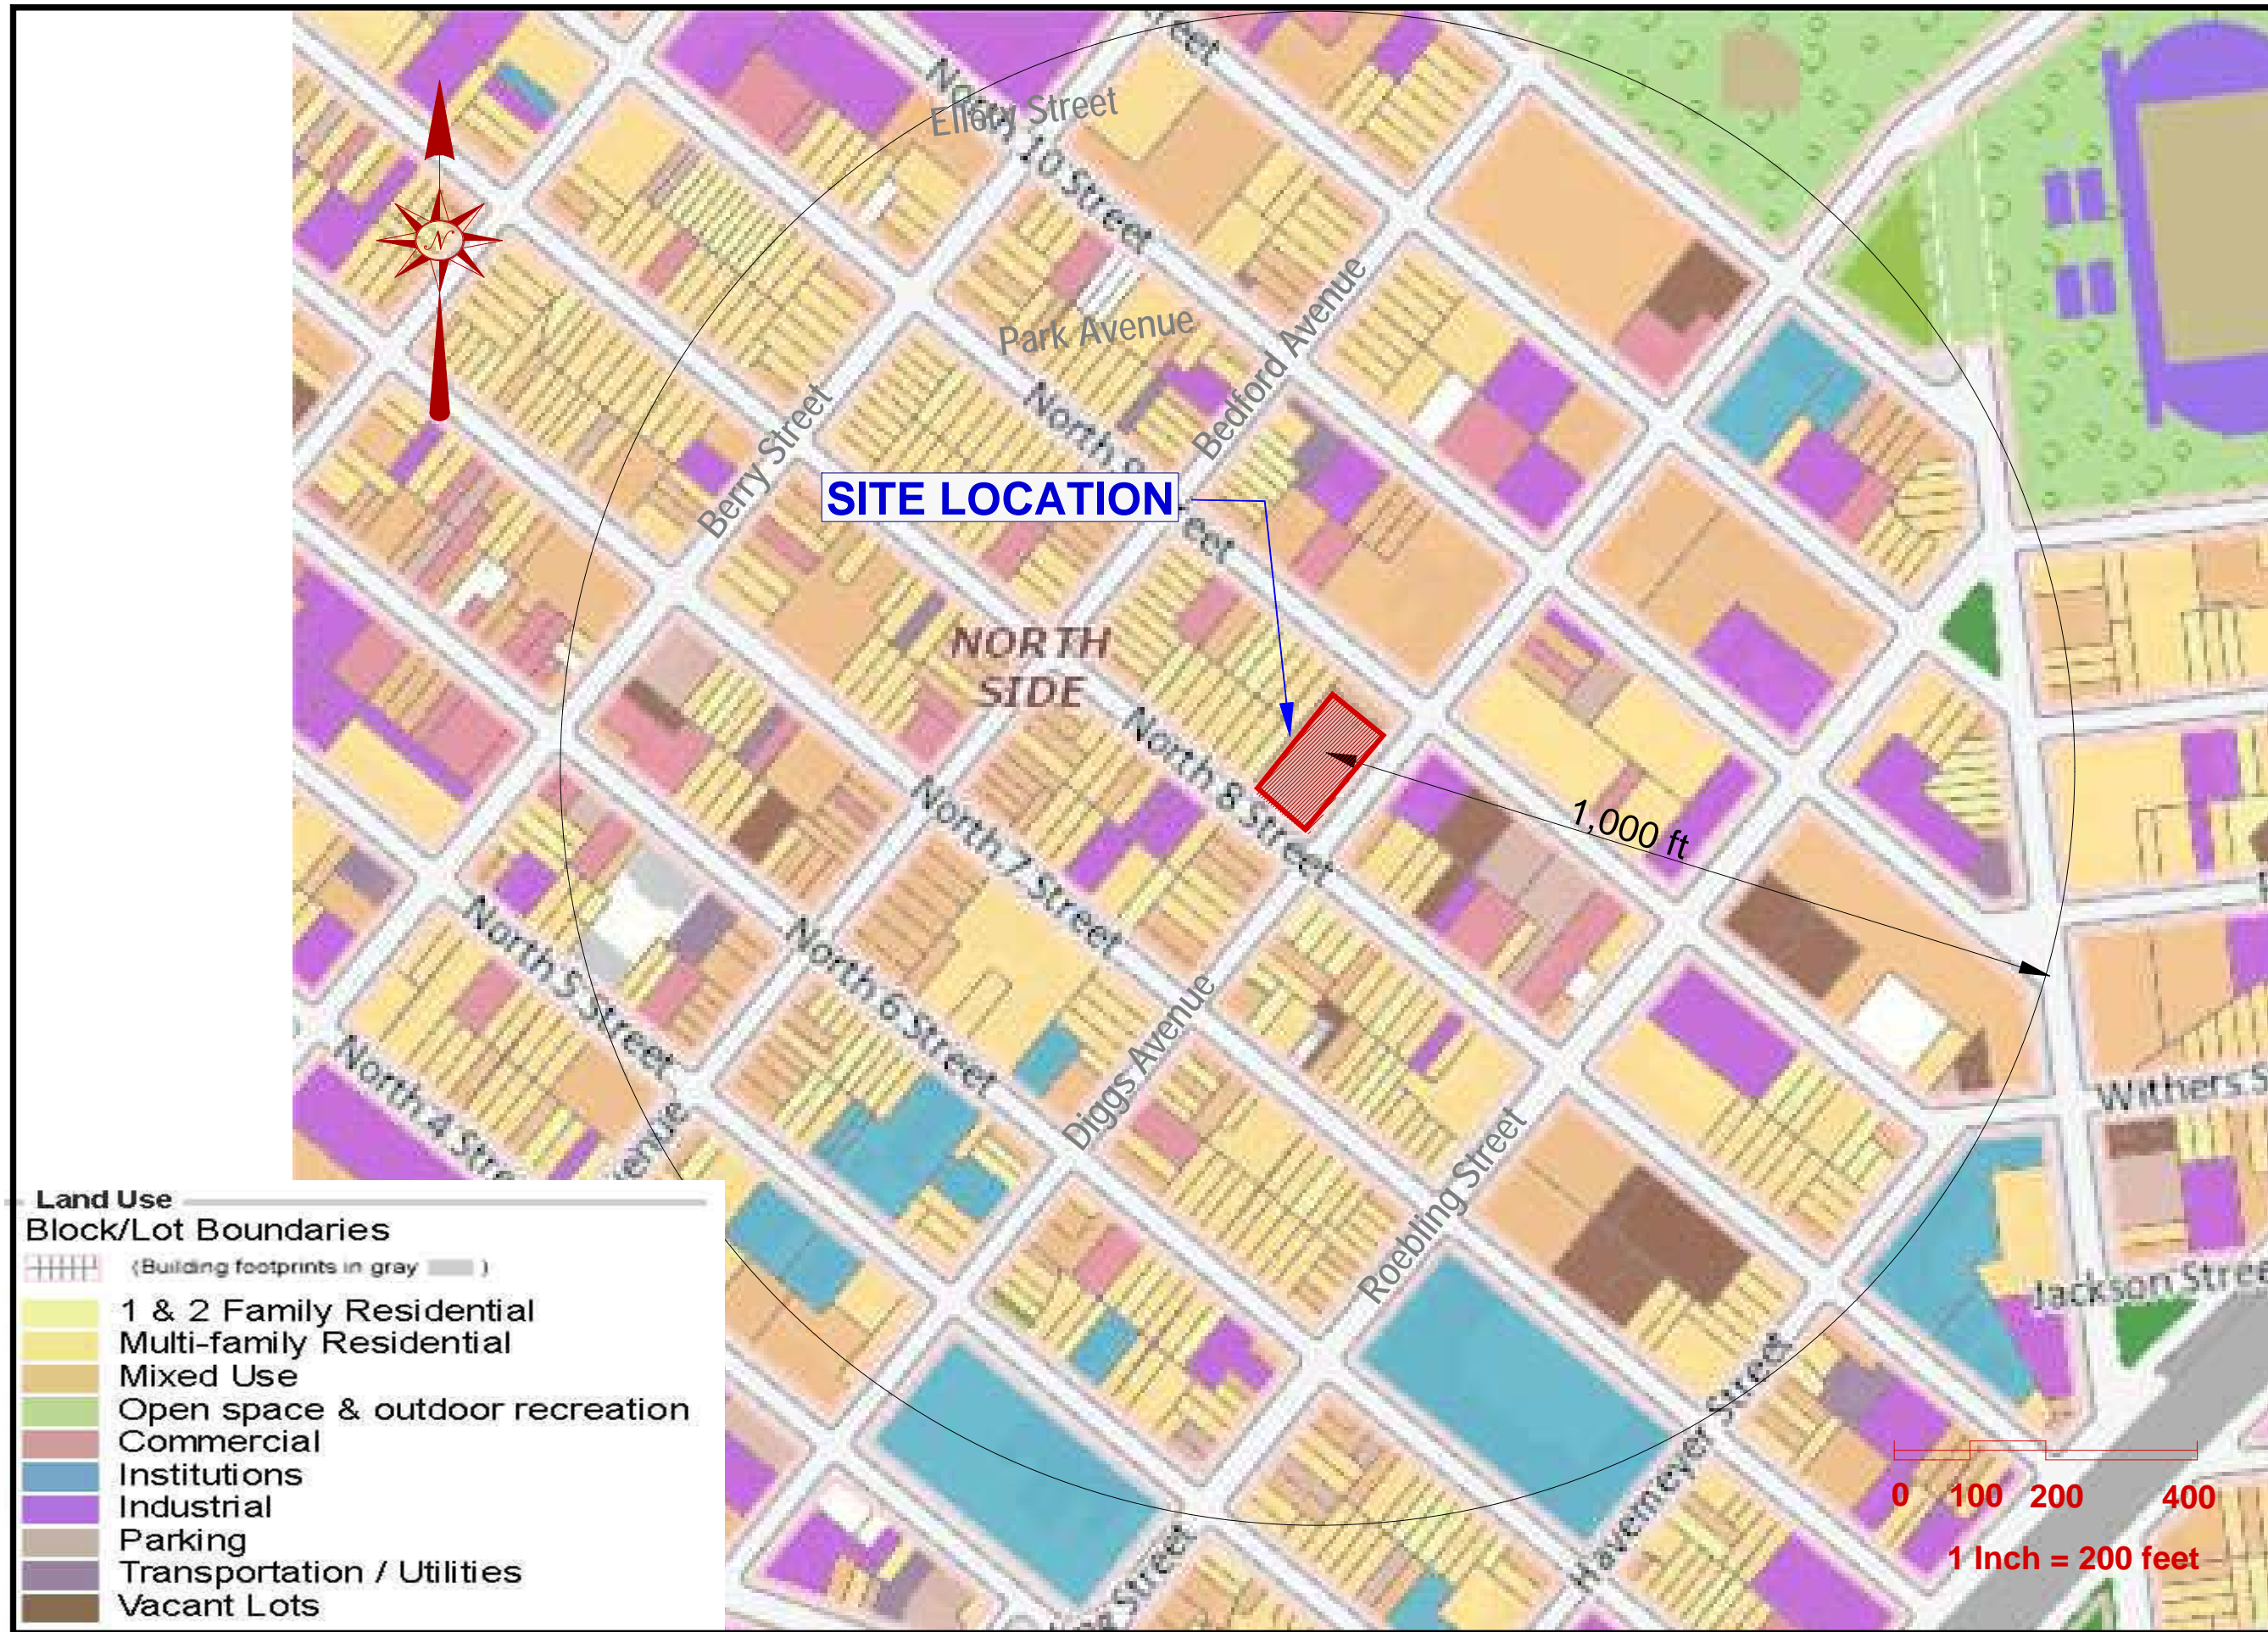 eet
North 10 Street
Ellery Street
N
Park Avenue
Bedford Avenue
North 9
eet
Berry Street
SITE LOCATION
NORTH
SIDE
North 8 Street
1,000 ft
North 7 Street
North 6 Street
North 5 Street
North 4 Stre
enue
Diggs Avenue
Roebling Street
Withers S
Jackson Stree
Havemeyer Street
Street
Land Use
Block/Lot Boundaries
(Building footprints in gray )
1 & 2 Family Residential
Multi-family Residential
Mixed Use
Open space & outdoor recreation
Commercial
Institutions
Industrial
Parking
Transportation / Utilities
Vacant Lots
0 100 200 400
1 Inch = 200 feet